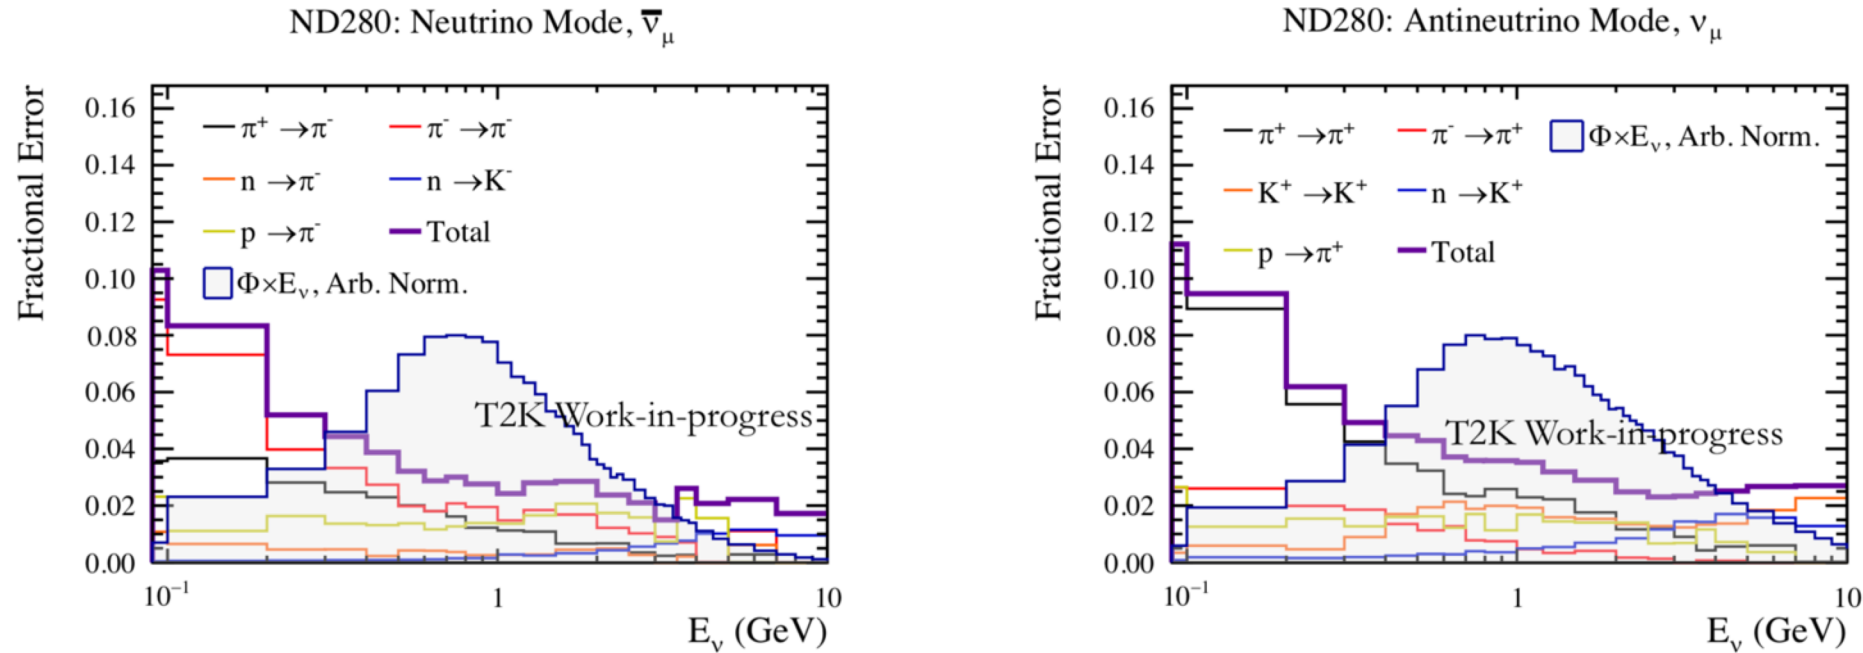 ND280: Neutrino Mode, ν̅μ
Fractional Error
0.16
0.14
0.12
0.10
0.08
0.06
0.04
0.02
0.00
π⁺ →π⁻
π⁻ →π⁻
n →π⁻
n →K⁻
p →π⁻
Total
Φ×Eν, Arb. Norm.
T2K Work-in-progress
10⁻¹
1
10
Eν (GeV)
ND280: Antineutrino Mode, νμ
Fractional Error
0.16
0.14
0.12
0.10
0.08
0.06
0.04
0.02
0.00
π⁺ →π⁺
π⁻ →π⁺
Φ×Eν, Arb. Norm.
K⁺ →K⁺
n →K⁺
p →π⁺
Total
T2K Work-in-progress
10⁻¹
1
10
Eν (GeV)